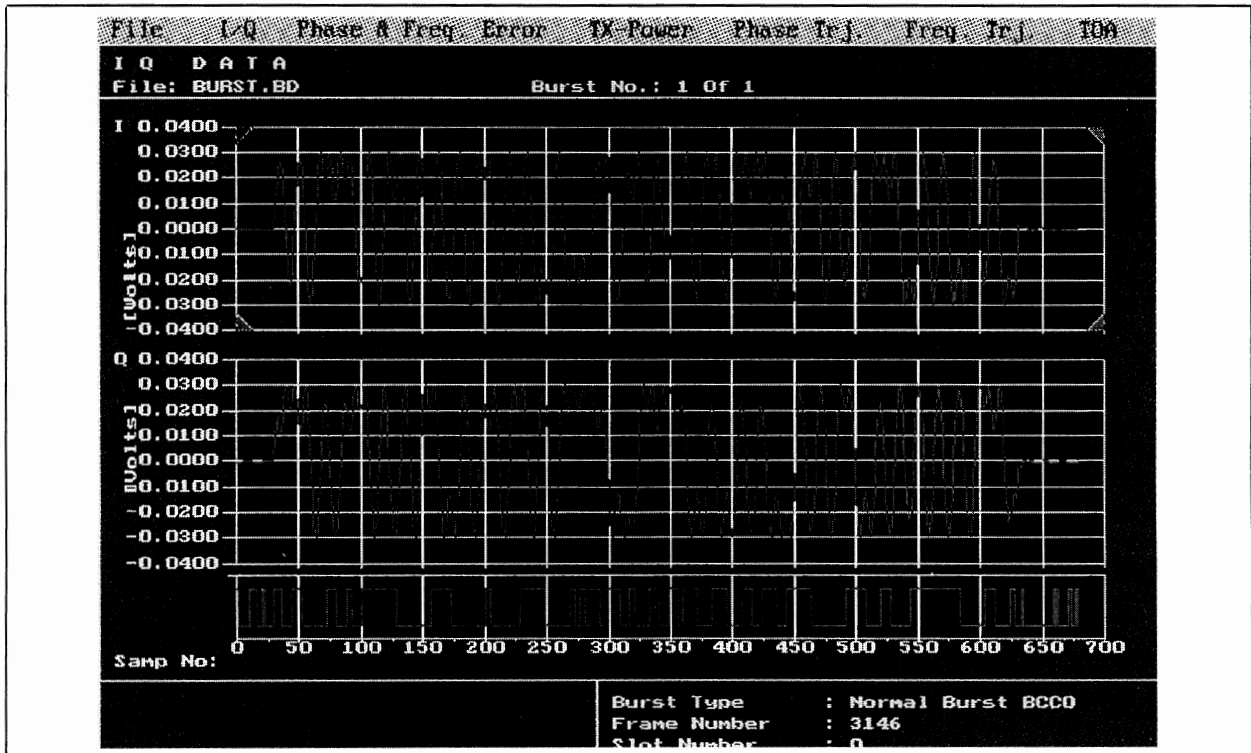 File I/Q Phase & Freq. Error TX-Power Phase Trj. Freq. Trj. TOA
I Q D A T A
File: BURST.BD Burst No.: 1 Of 1
I 0.0400
0.0300
0.0200
0.0100
0.0000
0.0100
0.0200
0.0300
-0.0400
[Volts]
Q 0.0400
0.0300
0.0200
0.0100
0.0000
0.0100
-0.0200
-0.0300
-0.0400
[Volts]
0 50 100 150 200 250 300 350 400 450 500 550 600 650 700
Samp No:
Burst Type : Normal Burst BCC0
Frame Number : 3146
Slot Number : 0